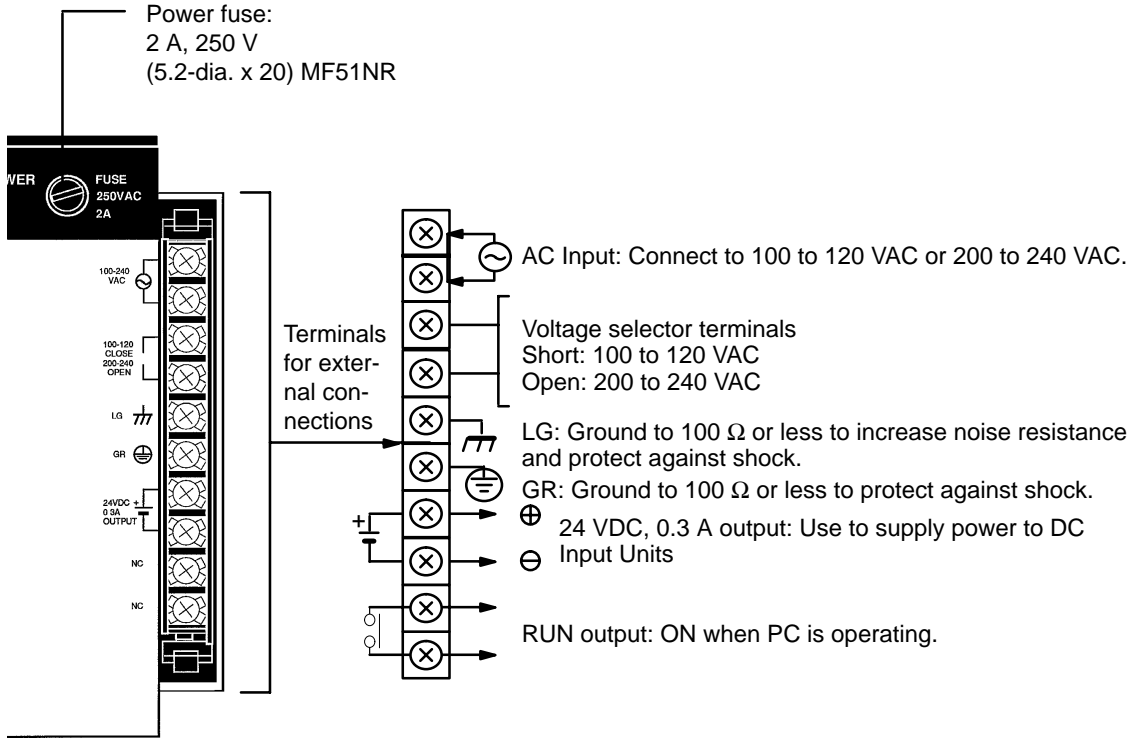 Power fuse:
2 A, 250 V
(5.2-dia. x 20) MF51NR
WER
FUSE
250VAC
2A
100-240
VAC
100-120
CLOSE
200-240
OPEN
LG
GR
24VDC +
0.3A
OUTPUT
NC
NC
Terminals
for exter-
nal con-
nections
AC Input: Connect to 100 to 120 VAC or 200 to 240 VAC.
Voltage selector terminals
Short: 100 to 120 VAC
Open: 200 to 240 VAC
LG: Ground to 100 Ω or less to increase noise resistance
and protect against shock.
GR: Ground to 100 Ω or less to protect against shock.
+
24 VDC, 0.3 A output: Use to supply power to DC
Input Units
RUN output: ON when PC is operating.